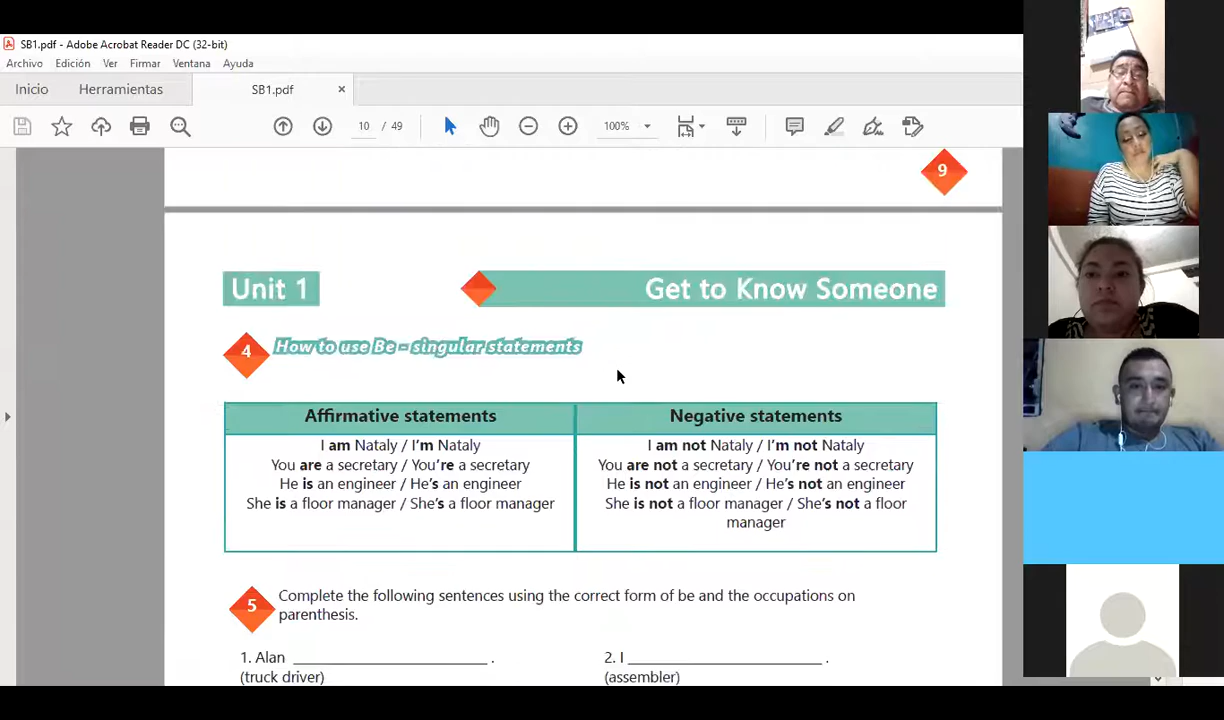 SB1.pdf - Adobe Acrobat Reader DC (32-bit)
Archivo Edición Ver Firmar Ventana Ayuda
Inicio Herramientas SB1.pdf ×
10 / 49 100%
9
Unit 1 Get to Know Someone
4 How to use Be - singular statements
Affirmative statements
I am Nataly / I'm Nataly
You are a secretary / You're a secretary
He is an engineer / He's an engineer
She is a floor manager / She's a floor manager
Negative statements
I am not Nataly / I'm not Nataly
You are not a secretary / You're not a secretary
He is not an engineer / He's not an engineer
She is not a floor manager / She's not a floor
manager
5 Complete the following sentences using the correct form of be and the occupations on
parenthesis.
1. Alan ______________________ .
(truck driver)
2. I ______________________ .
(assembler)